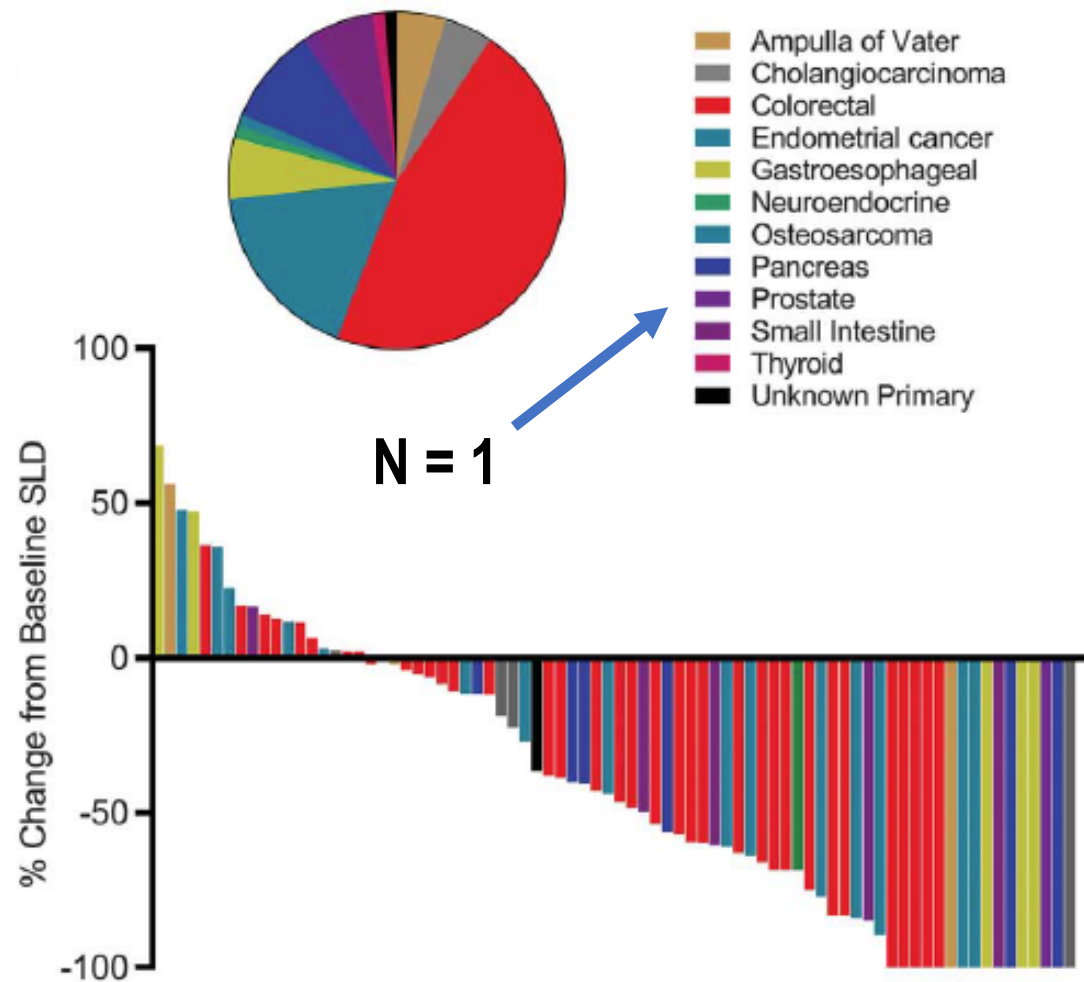 Ampulla of Vater
Cholangiocarcinoma
Colorectal
Endometrial cancer
Gastroesophageal
Neuroendocrine
Osteosarcoma
Pancreas
Prostate
Small Intestine
Thyroid
Unknown Primary
N = 1
% Change from Baseline SLD
100
50
0
-50
-100